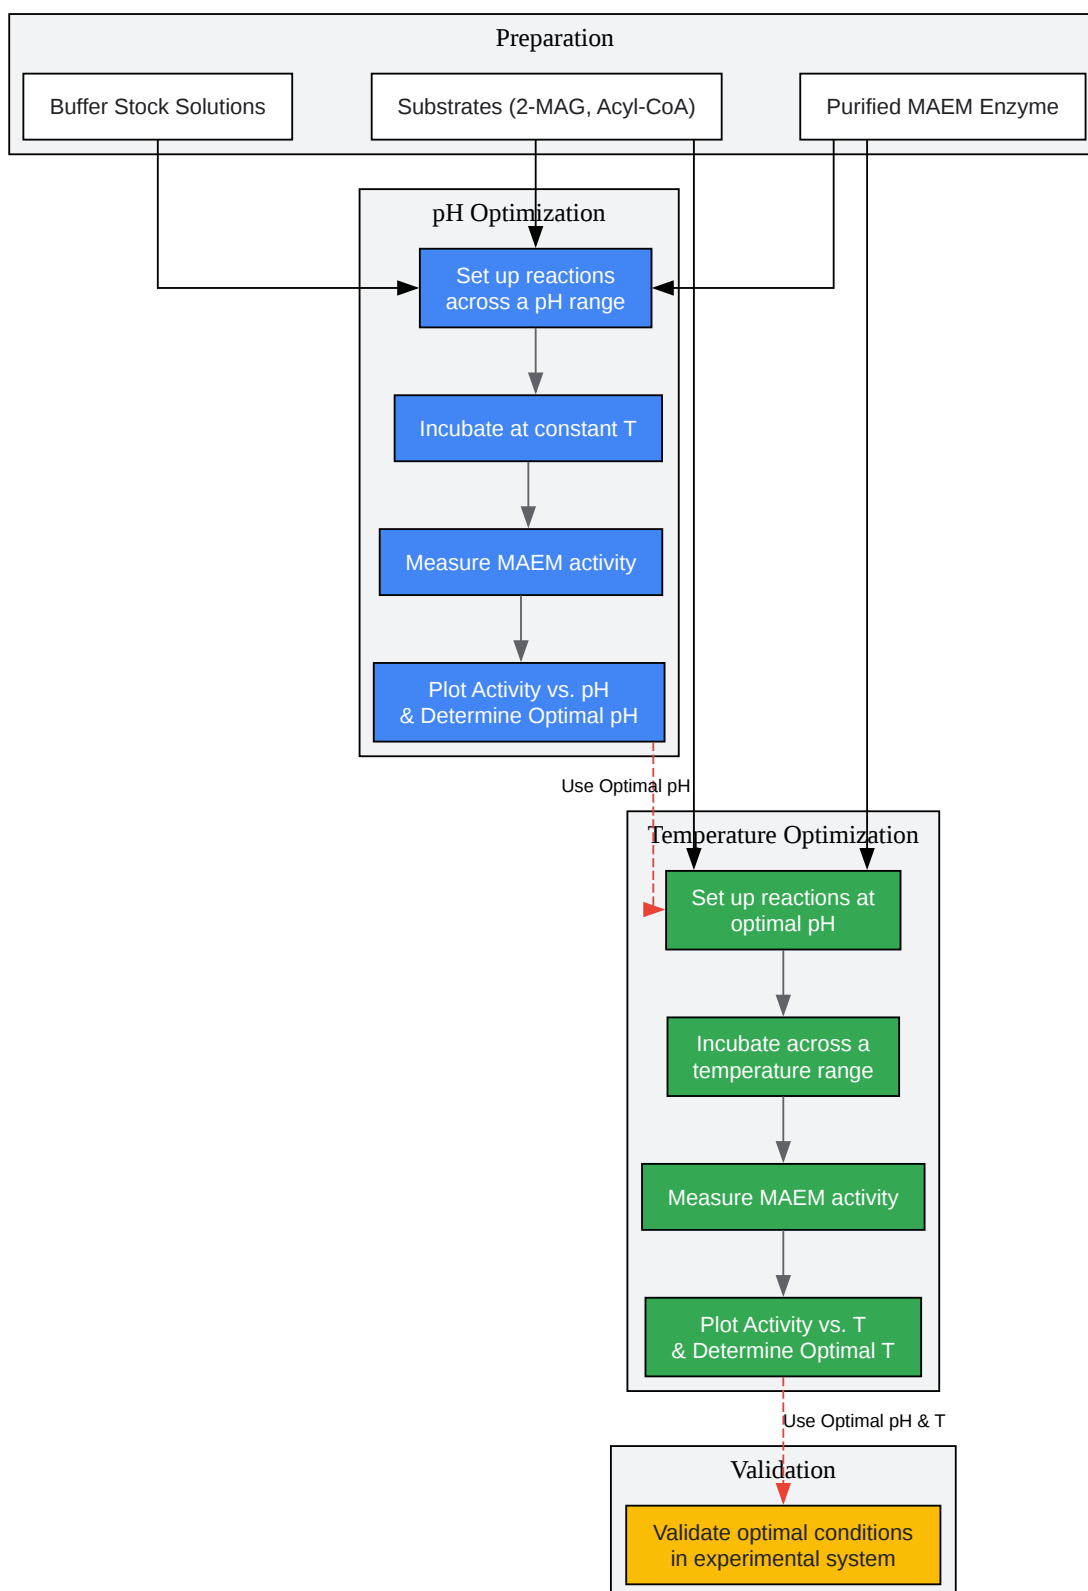 Preparation
Buffer Stock Solutions
Substrates (2-MAG, Acyl-CoA)
Purified MAEM Enzyme
pH Optimization
Set up reactions
across a pH range
Incubate at constant T
Measure MAEM activity
Plot Activity vs. pH
& Determine Optimal pH
Use Optimal pH
Temperature Optimization
Set up reactions at
optimal pH
Incubate across a
temperature range
Measure MAEM activity
Plot Activity vs. T
& Determine Optimal T
Use Optimal pH & T
Validation
Validate optimal conditions
in experimental system